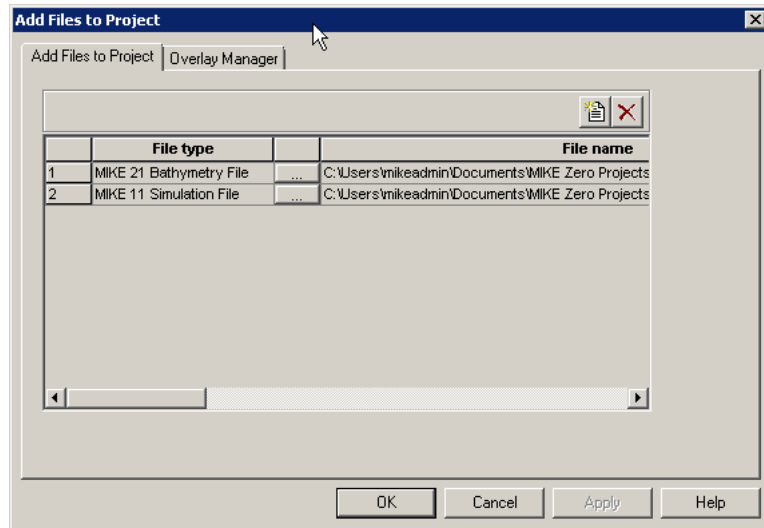 Add Files to Project
Add Files to Project Overlay Manager
File type File name
1 MIKE 21 Bathymetry File ... C:\Users\mikeadmin\Documents\MIKE Zero Projects
2 MIKE 11 Simulation File ... C:\Users\mikeadmin\Documents\MIKE Zero Projects
OK Cancel Apply Help